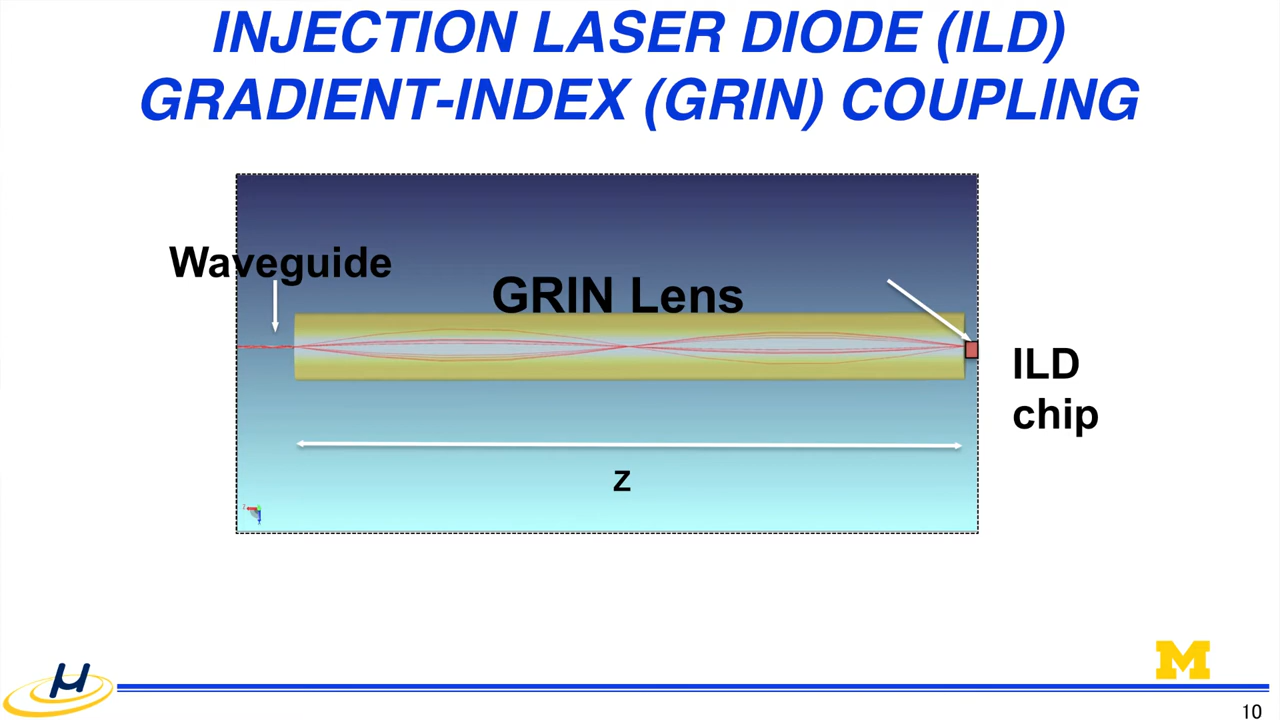 INJECTION LASER DIODE (ILD)
GRADIENT-INDEX (GRIN) COUPLING
Waveguide
GRIN Lens
ILD
chip
z
μ
M
10